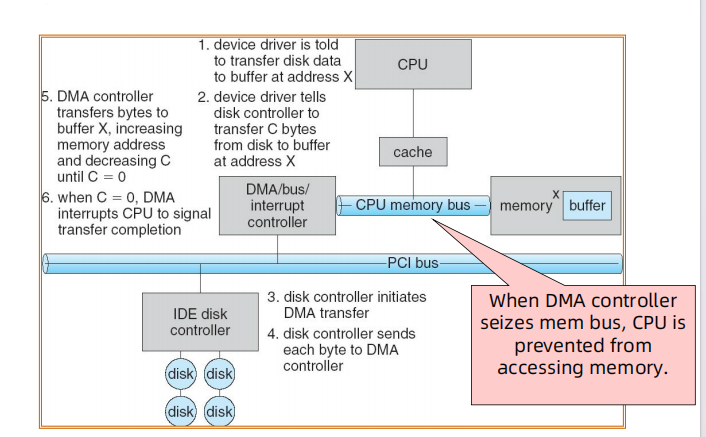 1. device driver is told
to transfer disk data
to buffer at address X
CPU
5. DMA controller
transfers bytes to
buffer X, increasing
memory address
and decreasing C
until C = 0
2. device driver tells
disk controller to
transfer C bytes
from disk to buffer
at address X
cache
6. when C = 0, DMA
interrupts CPU to signal
transfer completion
DMA/bus/
interrupt
controller
CPU memory bus
memory
X
buffer
PCI bus
When DMA controller
seizes mem bus, CPU is
prevented from
accessing memory.
IDE disk
controller
3. disk controller initiates
DMA transfer
4. disk controller sends
each byte to DMA
controller
disk
disk
disk
disk